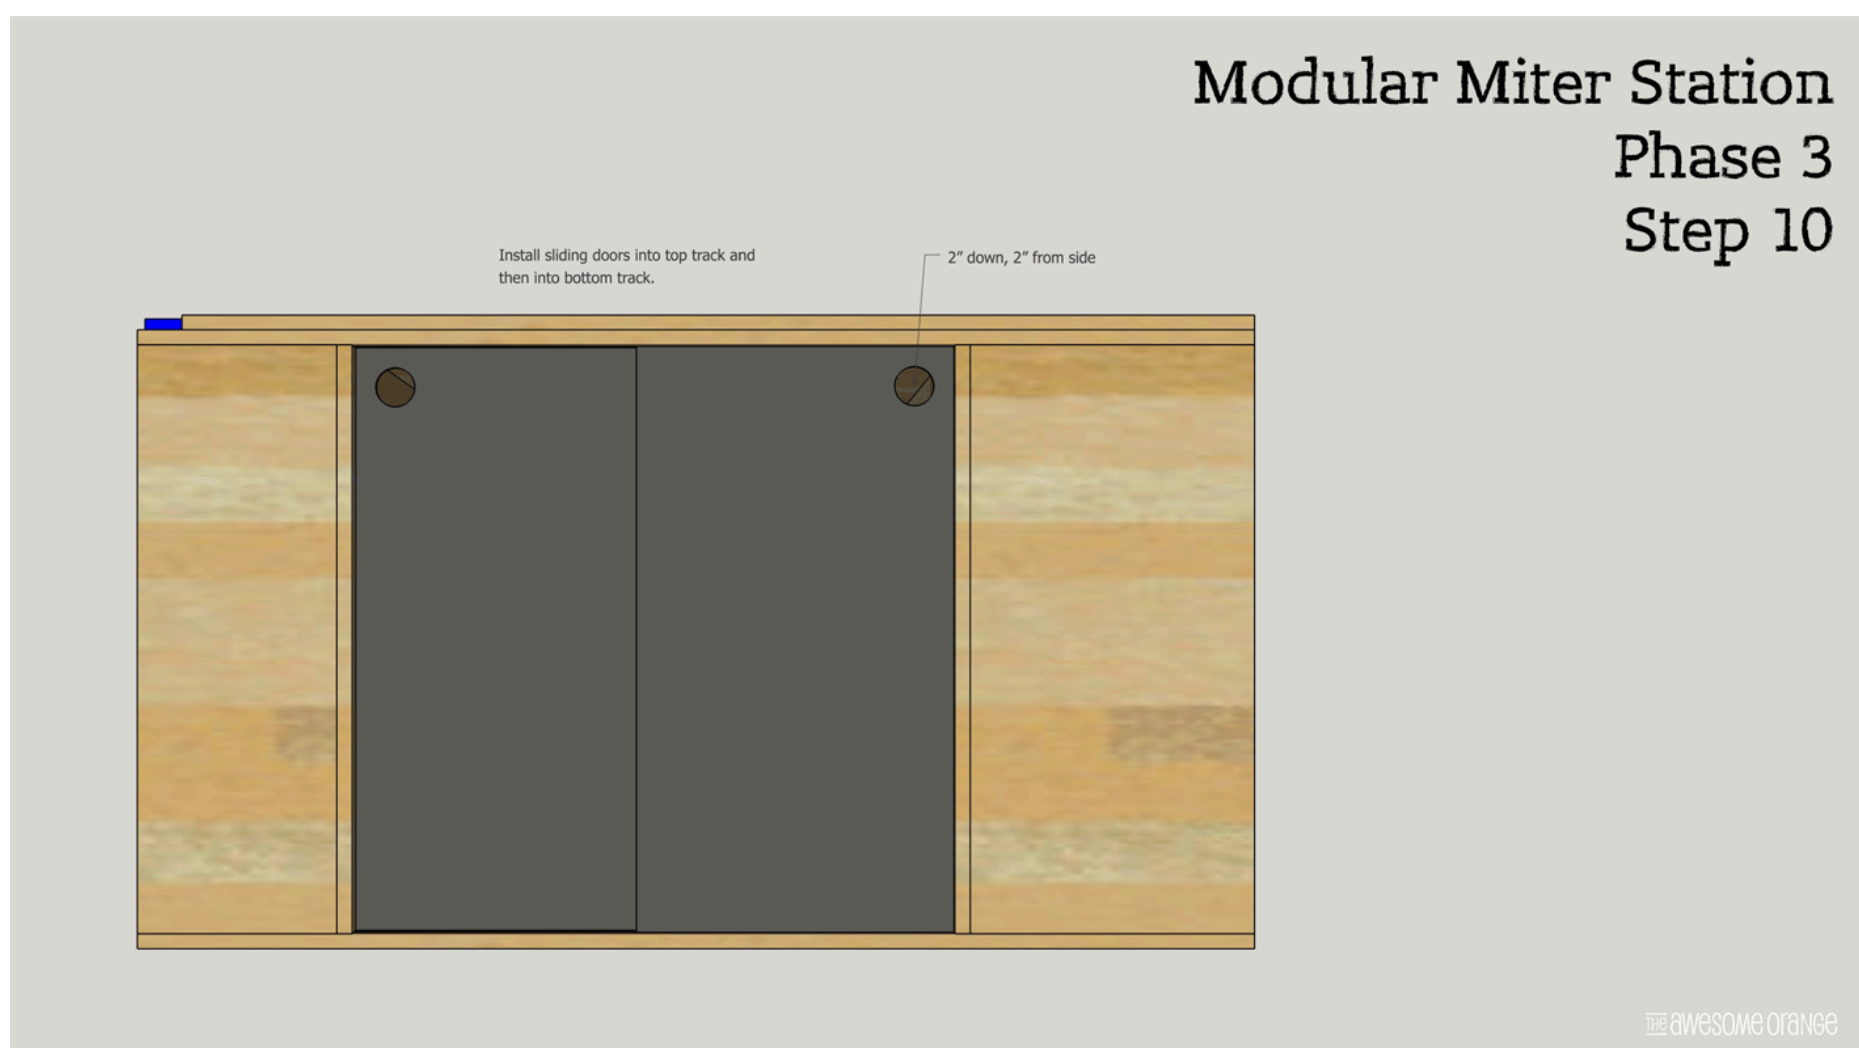 Modular Miter Station
Phase 3
Step 10
Install sliding doors into top track and
then into bottom track.
2” down, 2” from side
THE AWESOME ORANGE